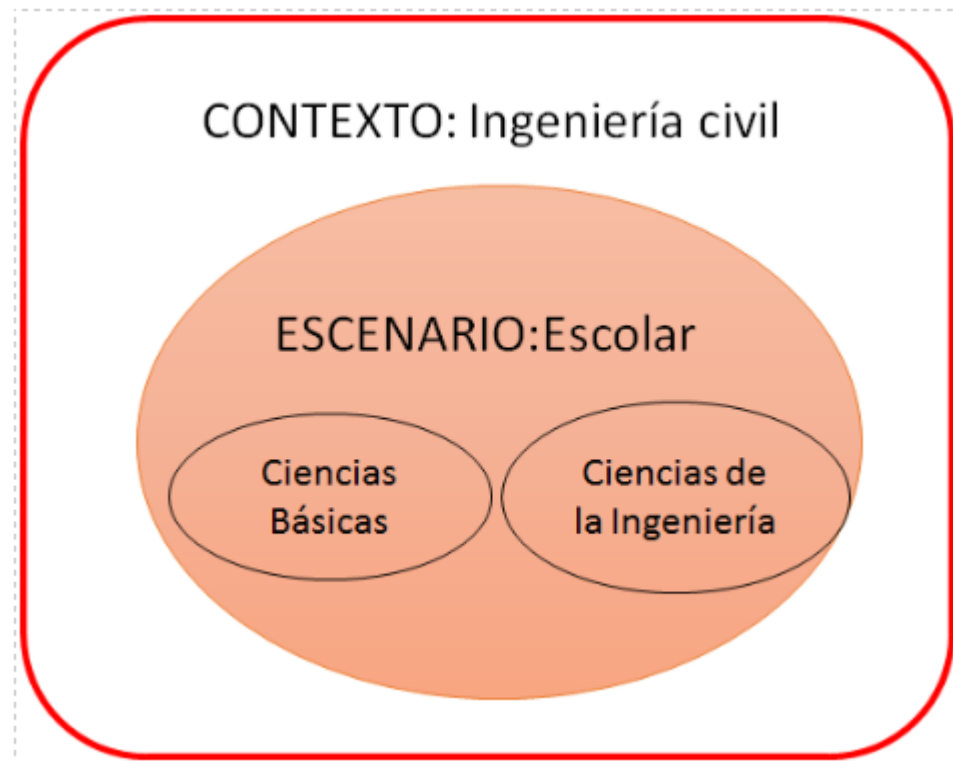 CONTEXTO: Ingeniería civil
ESCENARIO:Escolar
Ciencias
Básicas
Ciencias de
la Ingeniería